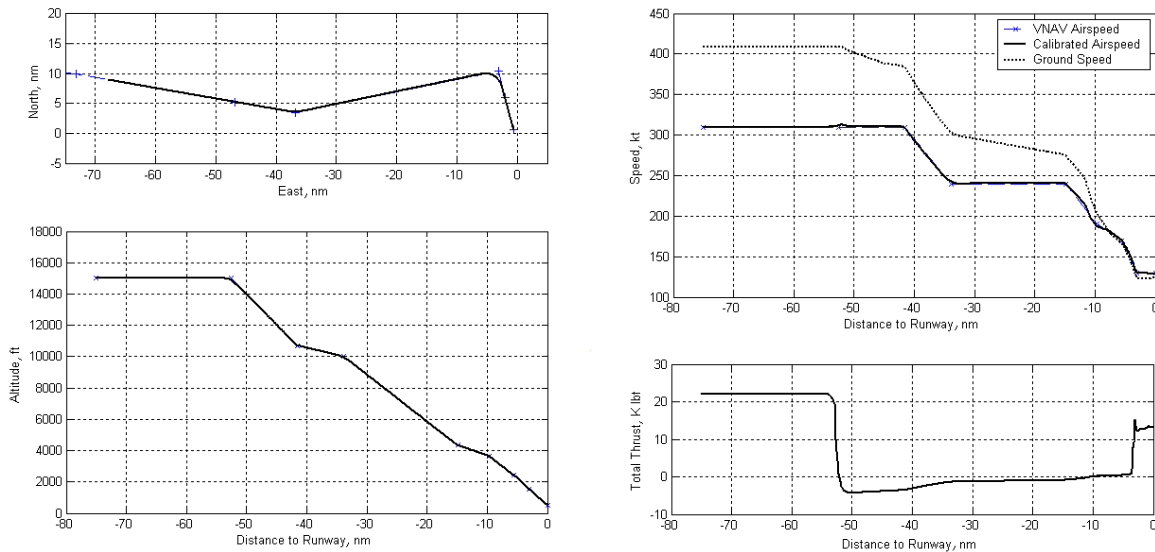 20
15
10
5
0
-5
North, nm
-70 -60 -50 -40 -30 -20 -10 0
East, nm
18000
16000
14000
12000
10000
8000
6000
4000
2000
0
Altitude, ft
-80 -70 -60 -50 -40 -30 -20 -10 0
Distance to Runway, nm
450
400
350
300
250
200
150
100
Speed, kt
VNAV Airspeed
Calibrated Airspeed
Ground Speed
-80 -70 -60 -50 -40 -30 -20 -10 0
Distance to Runway, nm
30
20
10
0
-10
Total Thrust, K lbt
-80 -70 -60 -50 -40 -30 -20 -10 0
Distance to Runway, nm